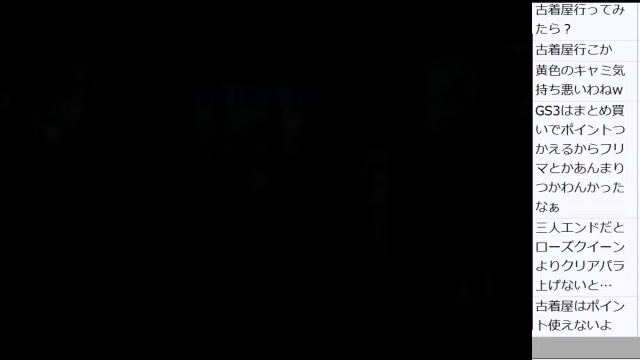 古着屋行ってみ
たら？
古着屋行こか
黄色のキャミ気
持ち悪いわねw
GS3はまとめ買
いでポイントつ
かえるからフリ
マとかあんまり
つかわんかった
なぁ
三人エンドだと
ローズクイーン
よりクリアパラ
上げないと…
古着屋はポイン
ト使えないよ